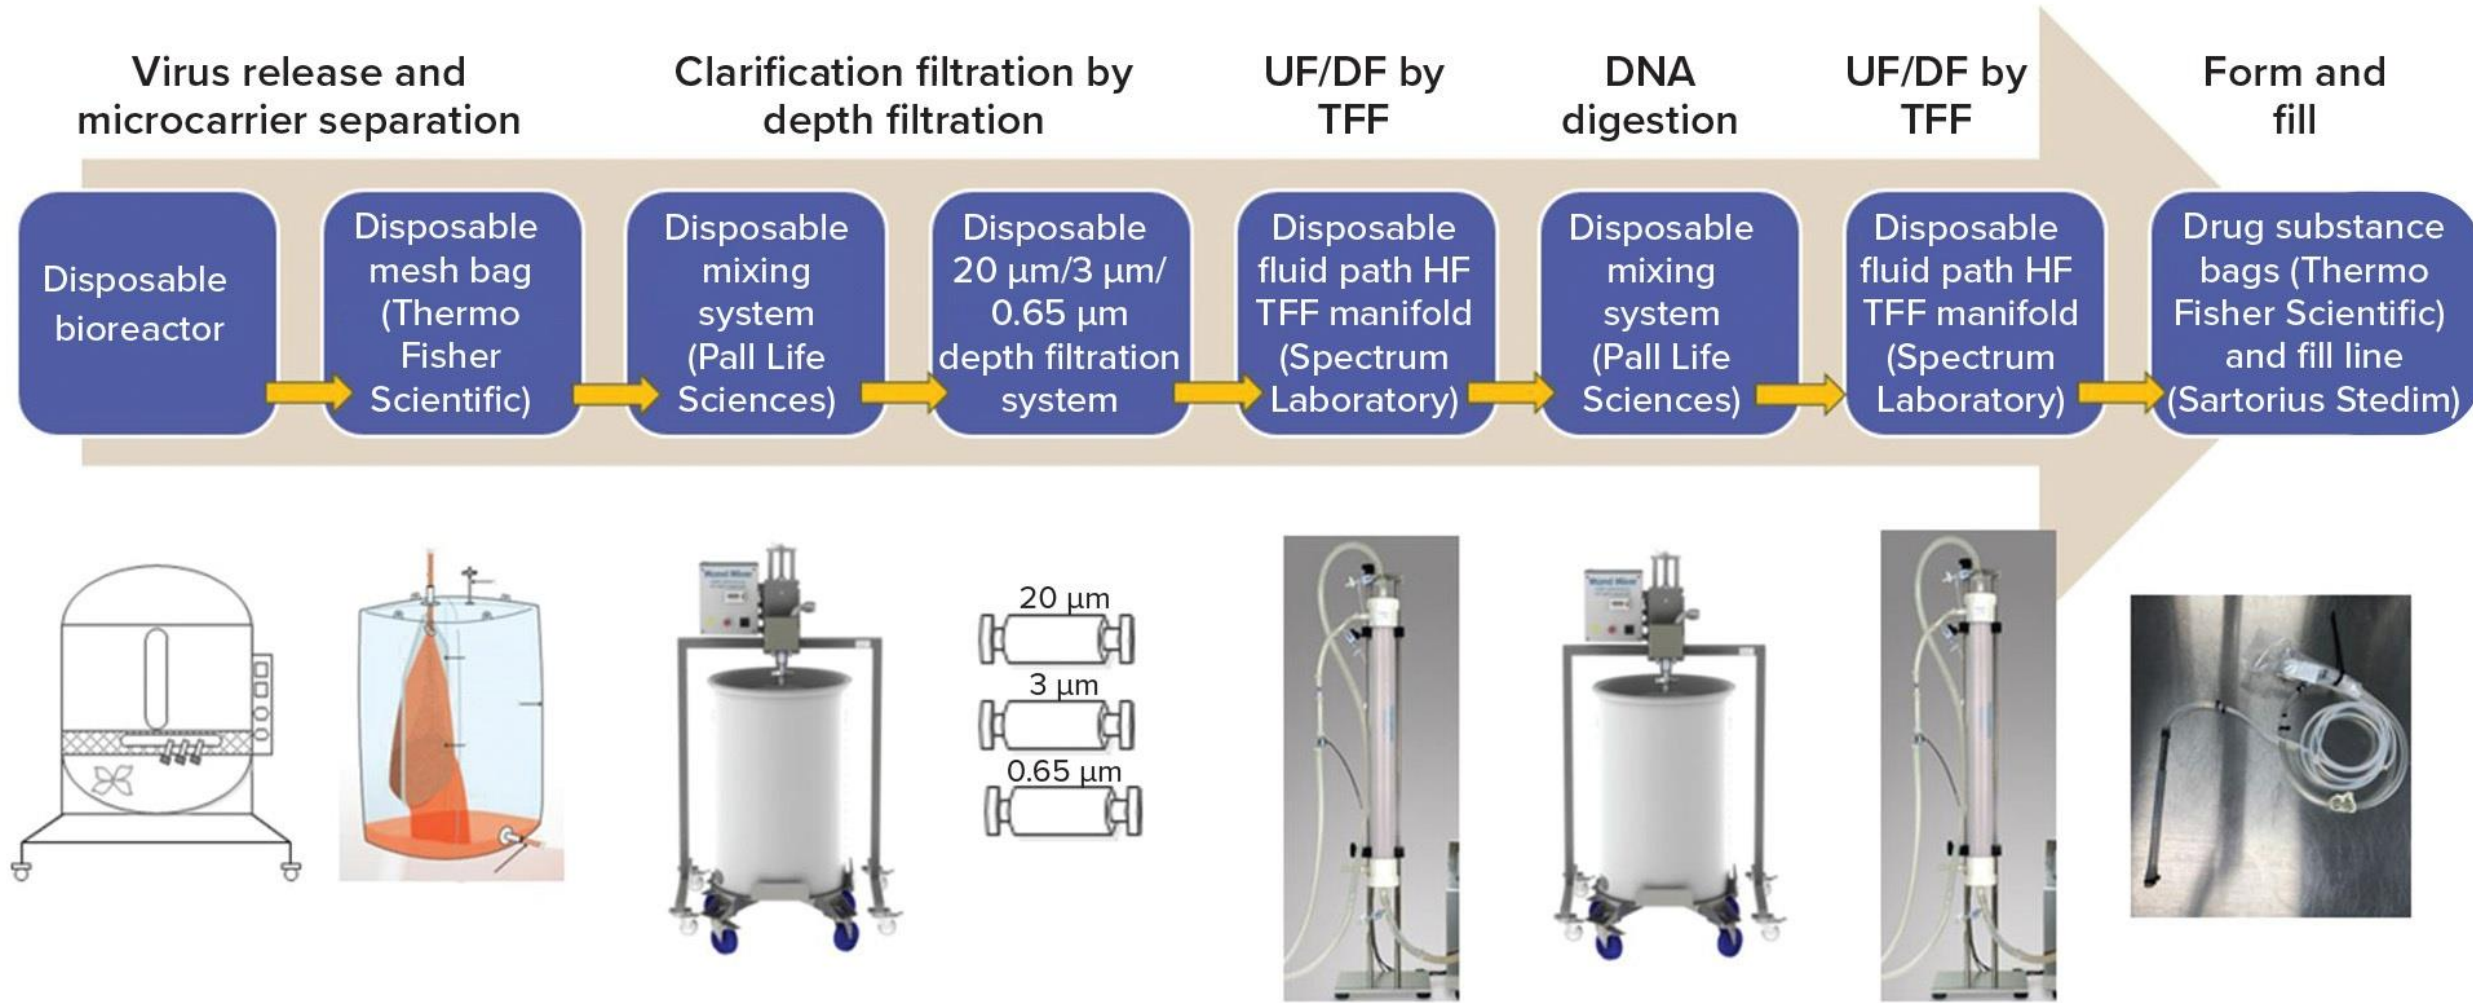 Virus release and
microcarrier separation
Clarification filtration by
depth filtration
UF/DF by
TFF
DNA
digestion
UF/DF by
TFF
Form and
fill
Disposable
bioreactor
Disposable
mesh bag
(Thermo
Fisher
Scientific)
Disposable
mixing
system
(Pall Life
Sciences)
Disposable
20 µm/3 µm/
0.65 µm
depth filtration
system
Disposable
fluid path HF
TFF manifold
(Spectrum
Laboratory)
Disposable
mixing
system
(Pall Life
Sciences)
Disposable
fluid path HF
TFF manifold
(Spectrum
Laboratory)
Drug substance
bags (Thermo
Fisher Scientific)
and fill line
(Sartorius Stedim)
20 µm
3 µm
0.65 µm